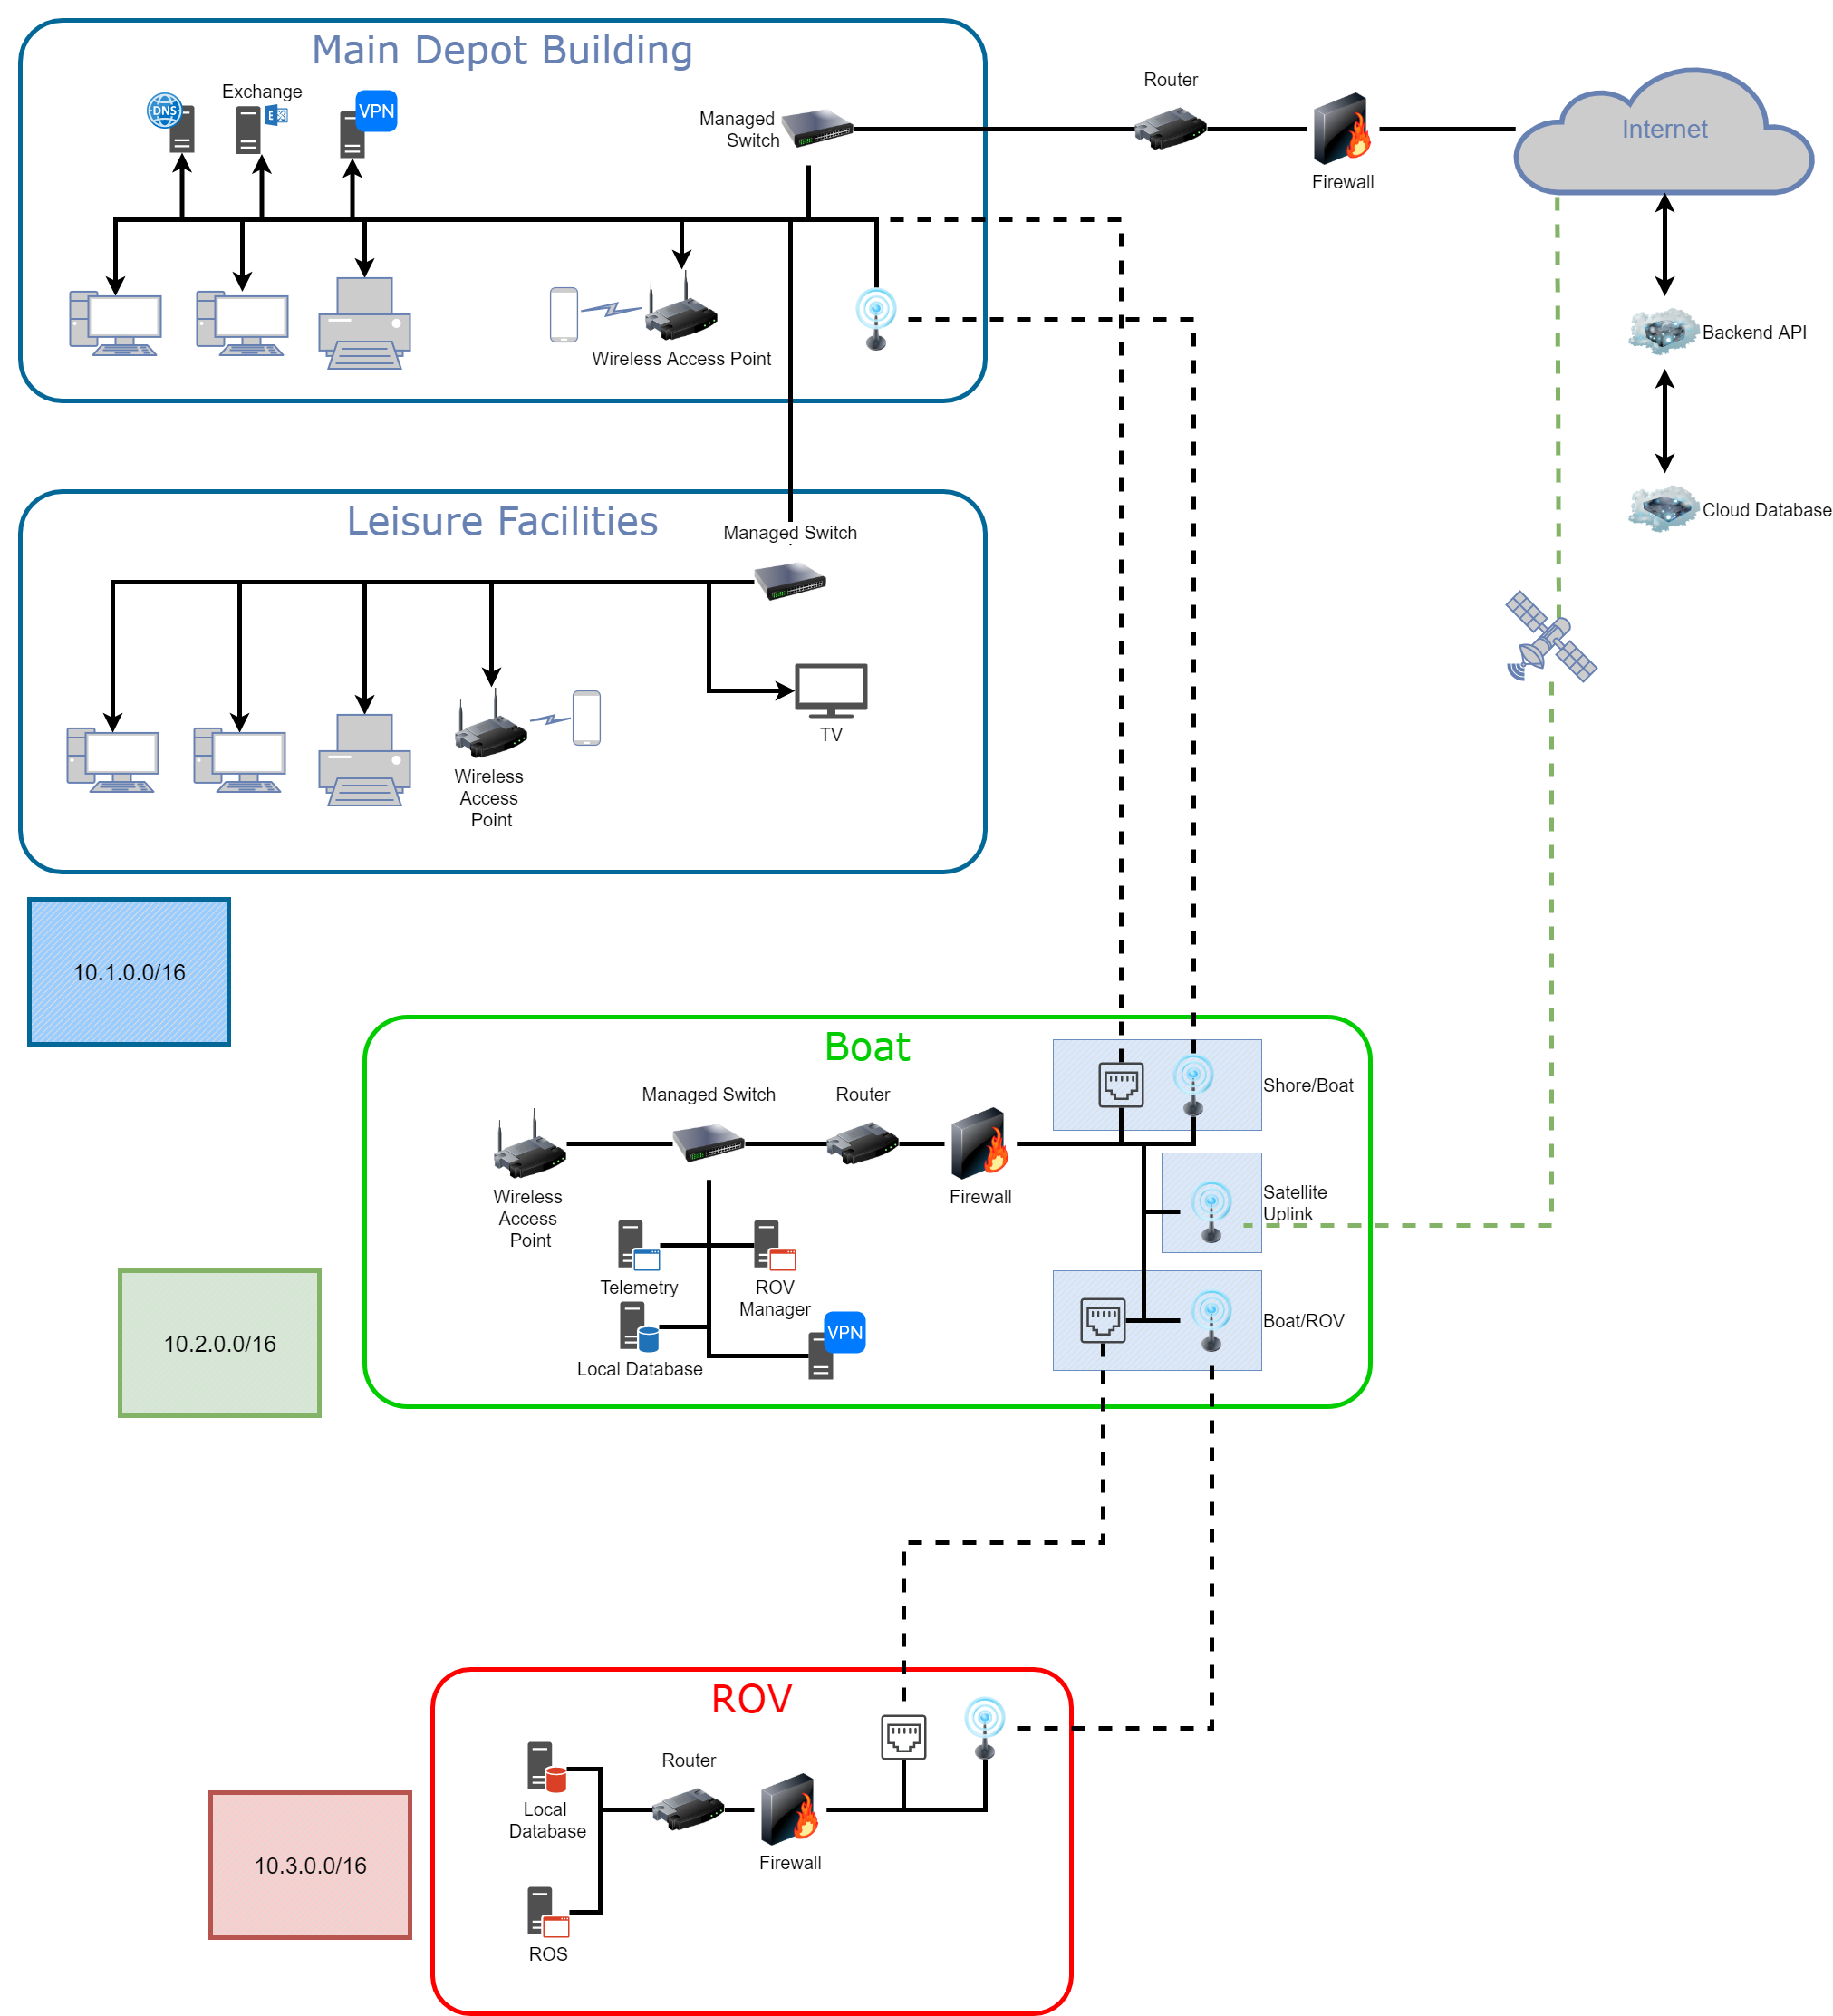 Main Depot Building
DNS
Exchange
E
VPN
Managed
Switch
Router
Firewall
Internet
Wireless Access Point
Backend API
Cloud Database
Leisure Facilities
Managed Switch
TV
Wireless
Access
Point
10.1.0.0/16
Boat
Managed Switch
Router
Shore/Boat
Wireless
Access
Point
Firewall
Satellite
Uplink
Telemetry
ROV
Manager
VPN
Local Database
Boat/ROV
10.2.0.0/16
ROV
Router
Local
Database
Firewall
10.3.0.0/16
ROS